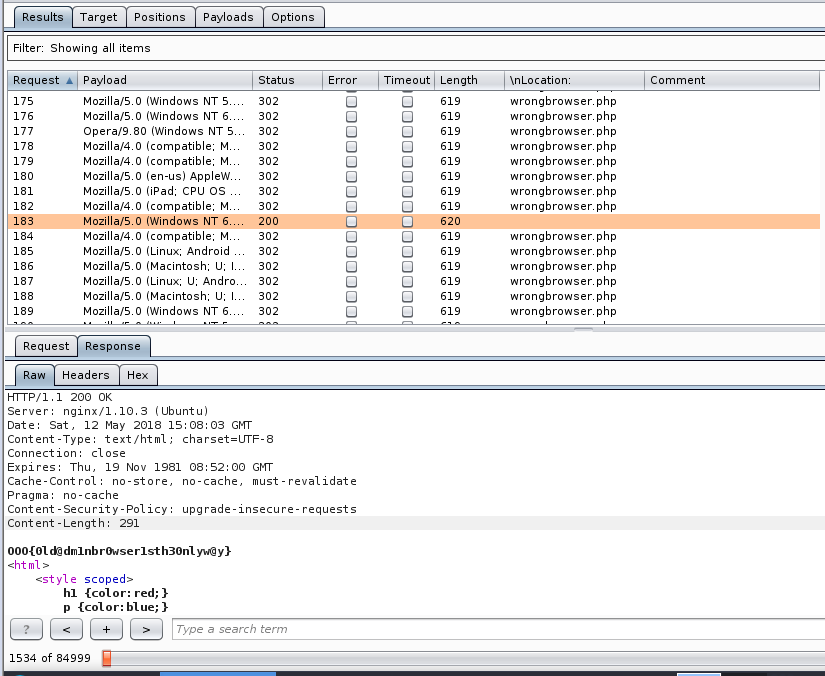 Results Target Positions Payloads Options
Filter: Showing all items
Request Payload Status Error Timeout Length \nLocation: Comment
175 Mozilla/5.0 (Windows NT 5.... 302 619 wrongbrowser.php
176 Mozilla/5.0 (Windows NT 6.... 302 619 wrongbrowser.php
177 Opera/9.80 (Windows NT 5... 302 619 wrongbrowser.php
178 Mozilla/4.0 (compatible; M... 302 619 wrongbrowser.php
179 Mozilla/4.0 (compatible; M... 302 619 wrongbrowser.php
180 Mozilla/5.0 (en-us) AppleW... 302 619 wrongbrowser.php
181 Mozilla/5.0 (iPad; CPU OS ... 302 619 wrongbrowser.php
182 Mozilla/4.0 (compatible; M... 302 619 wrongbrowser.php
183 Mozilla/5.0 (Windows NT 6.... 200 620
184 Mozilla/4.0 (compatible; M... 302 619 wrongbrowser.php
185 Mozilla/5.0 (Linux; Android ... 302 619 wrongbrowser.php
186 Mozilla/5.0 (Macintosh; U; I... 302 619 wrongbrowser.php
187 Mozilla/5.0 (Linux; U; Andro... 302 619 wrongbrowser.php
188 Mozilla/5.0 (Macintosh; U; I... 302 619 wrongbrowser.php
189 Mozilla/5.0 (Windows NT 6.... 302 619 wrongbrowser.php
Request Response
Raw Headers Hex
HTTP/1.1 200 OK
Server: nginx/1.10.3 (Ubuntu)
Date: Sat, 12 May 2018 15:08:03 GMT
Content-Type: text/html; charset=UTF-8
Connection: close
Expires: Thu, 19 Nov 1981 08:52:00 GMT
Cache-Control: no-store, no-cache, must-revalidate
Pragma: no-cache
Content-Security-Policy: upgrade-insecure-requests
Content-Length: 291
OOO{0ld@dm1nbr0wser1sth30nlyw@y}
<html>
<style scoped>
h1 {color:red;}
p {color:blue;}
? < + > Type a search term
1534 of 84999